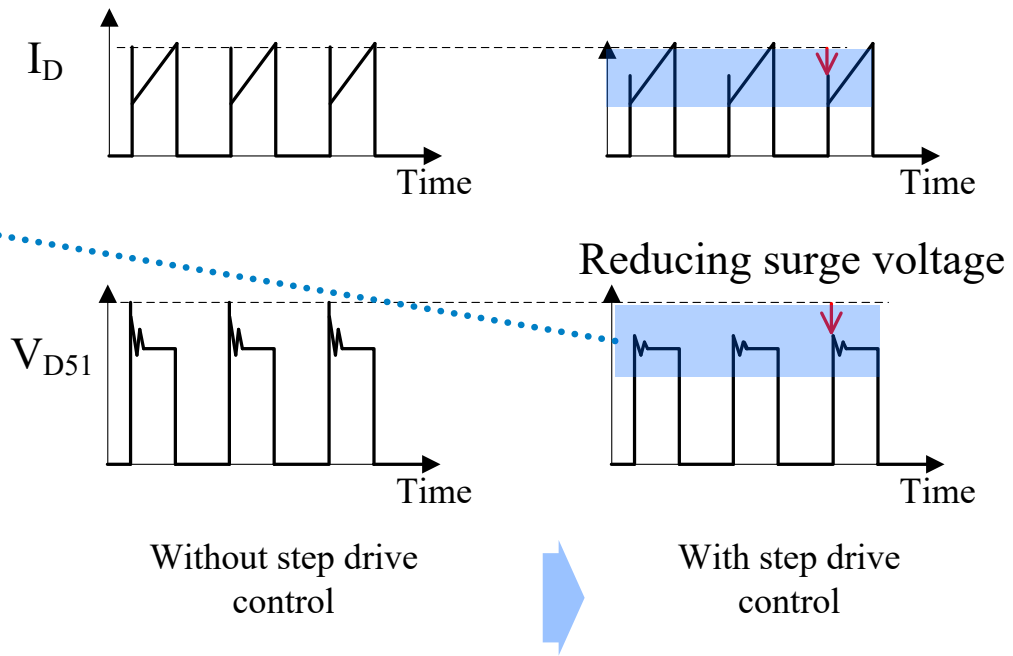 I_D
Time
Time
Reducing surge voltage
V_D51
Time
Time
Without step drive
control
With step drive
control